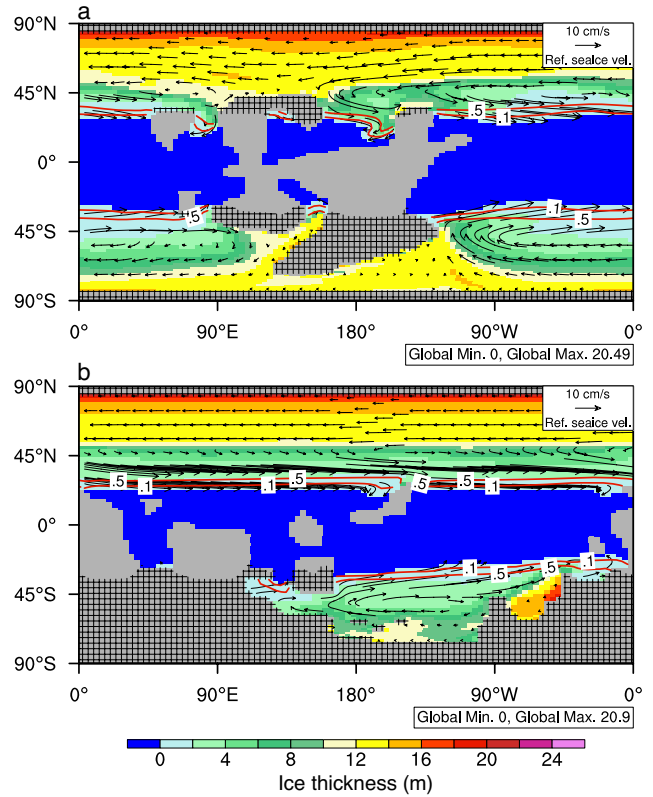 a
90°N
45°N
0°
45°S
90°S
10 cm/s
Ref. seaice vel.
.5
.1
.5
.1
.5
0°
90°E
180°
90°W
0°
Global Min. 0, Global Max. 20.49
b
90°N
45°N
0°
45°S
90°S
10 cm/s
Ref. seaice vel.
.5
.1
.1
.5
.5
.5
.1
.1
.5
.5
.1
0°
90°E
180°
90°W
0°
Global Min. 0, Global Max. 20.9
0
4
8
12
16
20
24
Ice thickness (m)